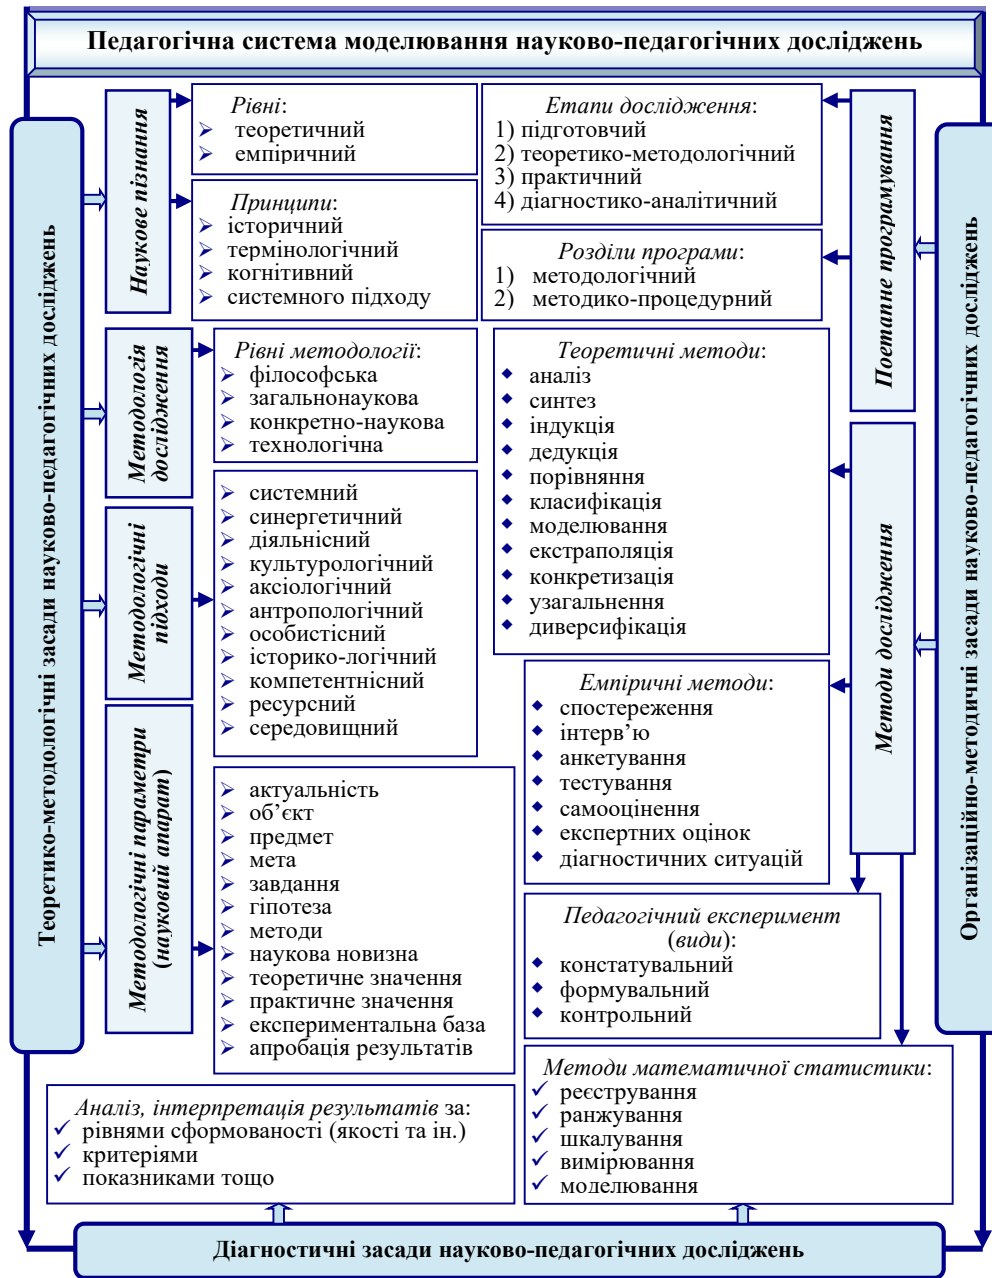 Педагогічна система моделювання науково-педагогічних досліджень
Теоретико-методологічні засади науково-педагогічних досліджень
Наукове пізнання
Рівні:
теоретичний
емпіричний
Принципи:
історичний
термінологічний
когнітивний
системного підходу
Методологія
дослідження
Рівні методології:
філософська
загальнонаукова
конкретно-наукова
технологічна
Методологічні
підходи
системний
синергетичний
діяльнісний
культурологічний
аксіологічний
антропологічний
особистісний
історико-логічний
компетентнісний
ресурсний
середовищний
Методологічні параметри
(науковий апарат)
актуальність
об’єкт
предмет
мета
завдання
гіпотеза
методи
наукова новизна
теоретичне значення
практичне значення
експериментальна база
апробація результатів
Етапи дослідження:
1) підготовчий
2) теоретико-методологічний
3) практичний
4) діагностико-аналітичний
Розділи програми:
1) методологічний
2) методико-процедурний
Поетапне програмування
Організаційно-методичні засади науково-педагогічних досліджень
Теоретичні методи:
аналіз
синтез
індукція
дедукція
порівняння
класифікація
моделювання
екстраполяція
конкретизація
узагальнення
диверсифікація
Методи дослідження
Емпіричні методи:
спостереження
інтерв’ю
анкетування
тестування
самооцінення
експертних оцінок
діагностичних ситуацій
Педагогічний експеримент
(види):
констатувальний
формувальний
контрольний
Методи математичної статистики:
реєстрування
ранжування
шкалування
вимірювання
моделювання
Аналіз, інтерпретація результатів за:
рівнями сформованості (якості та ін.)
критеріями
показниками тощо
Діагностичні засади науково-педагогічних досліджень